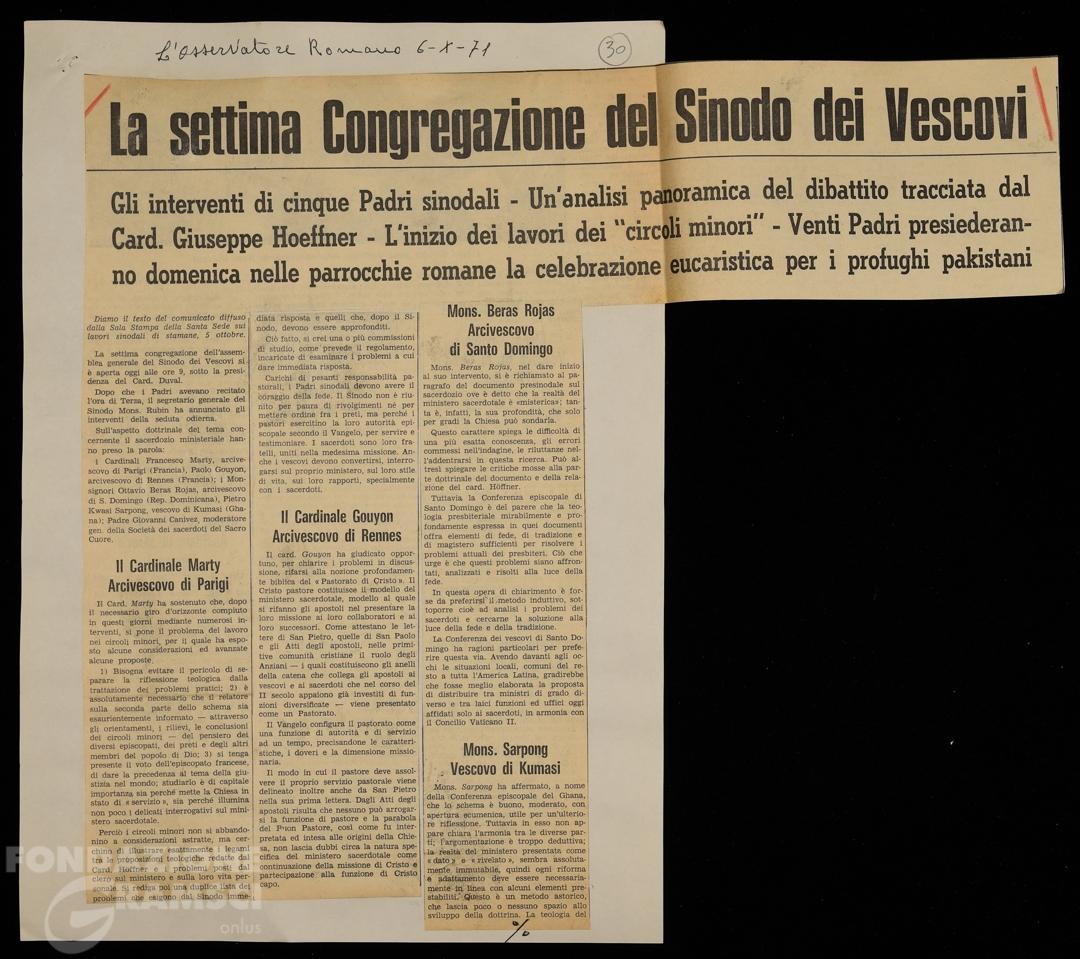 L'Osservatore Romano 6-X-71
30
La settima Congregazione del Sinodo dei Vescovi
Gli interventi di cinque Padri sinodali - Un'analisi panoramica del dibattito tracciata dal
Card. Giuseppe Hoeffner - L'inizio dei lavori dei "circoli minori" - Venti Padri presiederan-
no domenica nelle parrocchie romane la celebrazione eucaristica per i profughi pakistani
Diamo il testo del comunicato diffuso
dalla Sala Stampa della Santa Sede sui
lavori sinodali di stamane, 5 ottobre.
La settima congregazione dell'assem-
blea generale del Sinodo dei Vescovi si
è aperta oggi alle ore 9, sotto la presi-
denza del Card. Duval.
Dopo che i Padri avevano recitato
l'ora di Terza, il segretario generale del
Sinodo Mons. Rubin ha annunciato gli
interventi della seduta odierna.
Sull'aspetto dottrinale del tema con-
cernente il sacerdozio ministeriale han-
no preso la parola:
i Cardinali Francesco Marty, arcive-
scovo di Parigi (Francia), Paolo Gouyon,
arcivescovo di Rennes (Francia); i Mon-
signori Ottavio Beras Rojas, arcivescovo
di S. Domingo (Rep. Dominicana), Pietro
Kwasi Sarpong, vescovo di Kumasi (Gha-
na); Padre Giovanni Canivez, moderatore
gen. della Società dei sacerdoti del Sacro
Cuore.
Il Cardinale Marty
Arcivescovo di Parigi
Il Card. Marty ha sostenuto che, dopo
il necessario giro d'orizzonte compiuto
in questi giorni mediante numerosi in-
terventi, si pone il problema del lavoro
nei circoli minori, per il quale ha espo-
sto alcune considerazioni ed avanzate
alcune proposte.
1) Bisogna evitare il pericolo di se-
parare la riflessione teologica dalla
trattazione dei problemi pratici; 2) è
assolutamente necessario che il relatore
sulla seconda parte dello schema sia
esaurientemente informato — attraverso
gli orientamenti, i rilievi, le conclusioni
dei circoli minori — del pensiero dei
diversi episcopati, dei preti e degli altri
membri del popolo di Dio; 3) si tenga
presente il voto dell'episcopato francese,
di dare la precedenza al tema della giu-
stizia nel mondo; studiarlo è di capitale
importanza sia perché mette la Chiesa in
stato di «servizio», sia perché illumina
non poco i delicati interrogativi sul mini-
stero sacerdotale.
Perciò i circoli minori non si abbando-
nino a considerazioni astratte, ma cer-
chino di illustrare esattamente i legami
tra le proposizioni teologiche redatte dal
Card. Höffner e i problemi posti dal
clero sul ministero e sulla loro vita per-
sonale. Si rediga poi una duplice lista dei
problemi che esigono dal Sinodo imme-
diata risposta e quelli che, dopo il Si-
nodo, devono essere approfonditi.
Ciò fatto, si crei una o più commissioni
di studio, come prevede il regolamento,
incaricate di esaminare i problemi a cui
dare immediata risposta.
Carichi di pesanti responsabilità pa-
storali, i Padri sinodali devono avere il
coraggio della fede. Il Sinodo non è riu-
nito per paura di rivolgimenti né per
mettere ordine fra i preti, ma perché i
pastori esercitino la loro autorità epi-
scopale secondo il Vangelo, per servire e
testimoniare. I sacerdoti sono loro fra-
telli, uniti nella medesima missione. An-
che i vescovi devono convertirsi, interro-
garsi sul proprio ministero, sul loro stile
di vita, sui loro rapporti, specialmente
con i sacerdoti.
Il Cardinale Gouyon
Arcivescovo di Rennes
Il card. Gouyon ha giudicato oppor-
tuno, per chiarire i problemi in discus-
sione, rifarsi alla nozione profondamen-
te biblica del «Pastorato di Cristo». Il
Cristo pastore costituisce il modello del
ministero sacerdotale, modello al quale
si rifanno gli apostoli nel presentare la
loro missione ai loro collaboratori e ai
loro successori. Come attestano le let-
tere di San Pietro, quelle di San Paolo
e gli Atti degli apostoli, nelle primi-
tive comunità cristiane il ruolo degli
Anziani — i quali costituiscono gli anelli
della catena che collega gli apostoli ai
vescovi e ai sacerdoti che nel corso del
II secolo appaiono già investiti di fun-
zioni diversificate — viene presentato
come un Pastorato.
Il Vangelo configura il pastorato come
una funzione di autorità e di servizio
ad un tempo, precisandone le caratteri-
stiche, i doveri e la dimensione missio-
naria.
Il modo in cui il pastore deve assol-
vere il proprio servizio pastorale viene
delineato inoltre anche da San Pietro
nella sua prima lettera. Dagli Atti degli
apostoli risulta che nessuno può arrogar-
si la funzione di pastore e la parabola
del Buon Pastore, così come fu inter-
pretata ed intesa alle origini della Chie-
sa, non lascia dubbi circa la natura spe-
cifica del ministero sacerdotale come
continuazione della missione di Cristo e
partecipazione alla funzione di Cristo
capo.
Mons. Beras Rojas
Arcivescovo
di Santo Domingo
Mons. Beras Rojas, nel dare inizio
al suo intervento, si è richiamato al pa-
ragrafo del documento presinodale sul
sacerdozio ove è detto che la realtà del
ministero sacerdotale è «misterica»; tan-
ta è, infatti, la sua profondità, che solo
per gradi la Chiesa può sondarla.
Questo carattere spiega le difficoltà di
una più esatta conoscenza, gli errori
commessi nell'indagine, le riluttanze nel-
l'addentrarsi in questa ricerca. Può al-
tresì spiegare le critiche mosse alla par-
te dottrinale del documento e della rela-
zione del card. Höffner.
Tuttavia la Conferenza episcopale di
Santo Domingo è del parere che la teo-
logia presbiteriale mirabilmente e pro-
fondamente espressa in quei documenti
offra elementi di fede, di tradizione e
di magistero sufficienti per risolvere i
problemi attuali dei presbiteri. Ciò che
urge è che questi problemi siano affron-
tati, analizzati e risolti alla luce della
fede.
In questa opera di chiarimento è for-
se da preferirsi il metodo induttivo, sot-
toporre cioè ad analisi i problemi dei
sacerdoti e cercarne la soluzione alla
luce della fede e della tradizione.
La Conferenza dei vescovi di Santo Do-
mingo ha ragioni particolari per prefe-
rire questa via. Avendo davanti agli oc-
chi le situazioni locali, comuni del re-
sto a tutta l'America Latina, gradirebbe
che fosse meglio elaborata la proposta
di distribuire tra ministri di grado di-
verso e tra laici funzioni ed uffici oggi
affidati solo ai sacerdoti, in armonia con
il Concilio Vaticano II.
Mons. Sarpong
Vescovo di Kumasi
Mons. Sarpong ha affermato, a nome
della Conferenza episcopale del Ghana,
che lo schema è buono, moderato, con
apertura ecumenica, utile per un'ulterio-
re riflessione. Tuttavia in esso non ap-
pare chiara l'armonia tra le diverse par-
ti; l'argomentazione è troppo deduttiva;
la realtà del ministero presentata come
«dato» e «rivelato», sembra assoluta-
mente immutabile, quindi ogni riforma
e adattamento deve essere necessaria-
mente in linea con alcuni elementi pre-
stabiliti. Questo è un metodo astorico,
che lascia poco o nessuno spazio allo
sviluppo della dottrina. La teologia del
%
FONDAZIONE
GRAMSCI
onlus